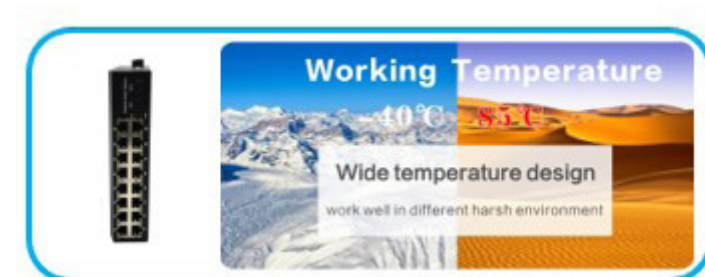 Working Temperature
-40℃ 85℃
Wide temperature design
work well in different harsh environment